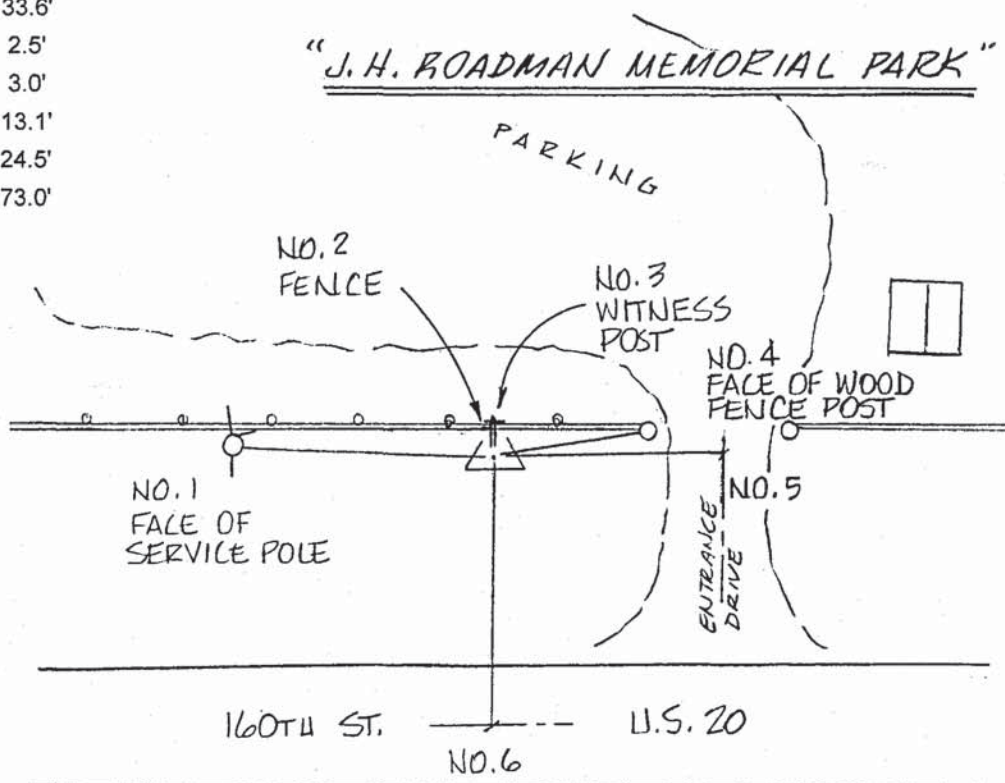 33.6'
2.5'
3.0'
13.1'
24.5'
73.0'
"J.H. ROADMAN MEMORIAL PARK"
PARKING
NO. 2
FENCE
NO. 3
WITNESS
POST
NO. 4
FACE OF WOOD
FENCE POST
NO. 1
FACE OF
SERVICE POLE
NO. 5
ENTRANCE
DRIVE
160TH ST.
U.S. 20
NO. 6